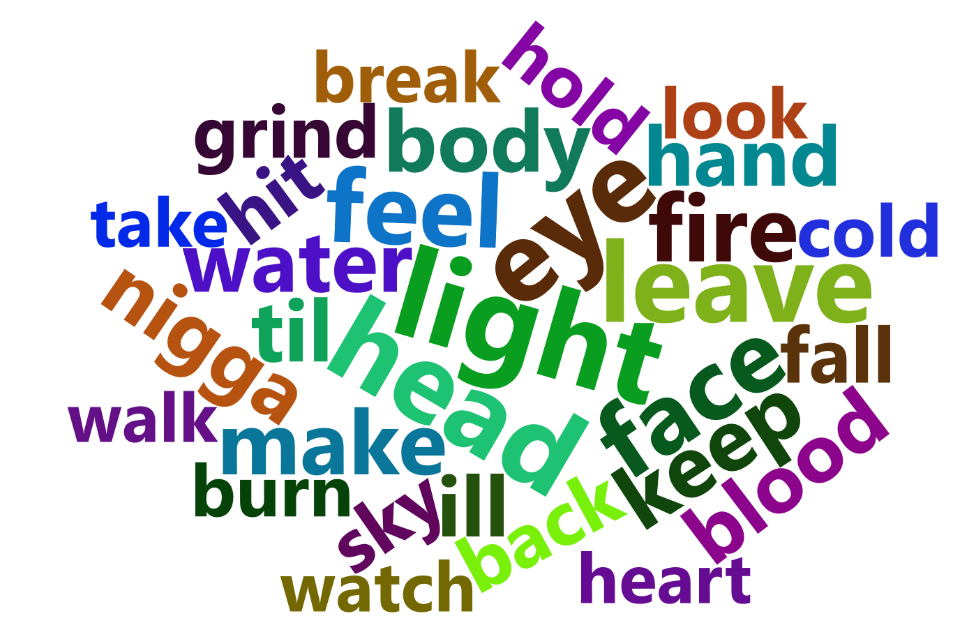 hold
break
look
grind
body
hand
hit
feel
eye
take
fire
cold
water
light
leave
nigga
til
head
face
fall
walk
make
keep
blood
burn
sky
ill
back
watch
heart